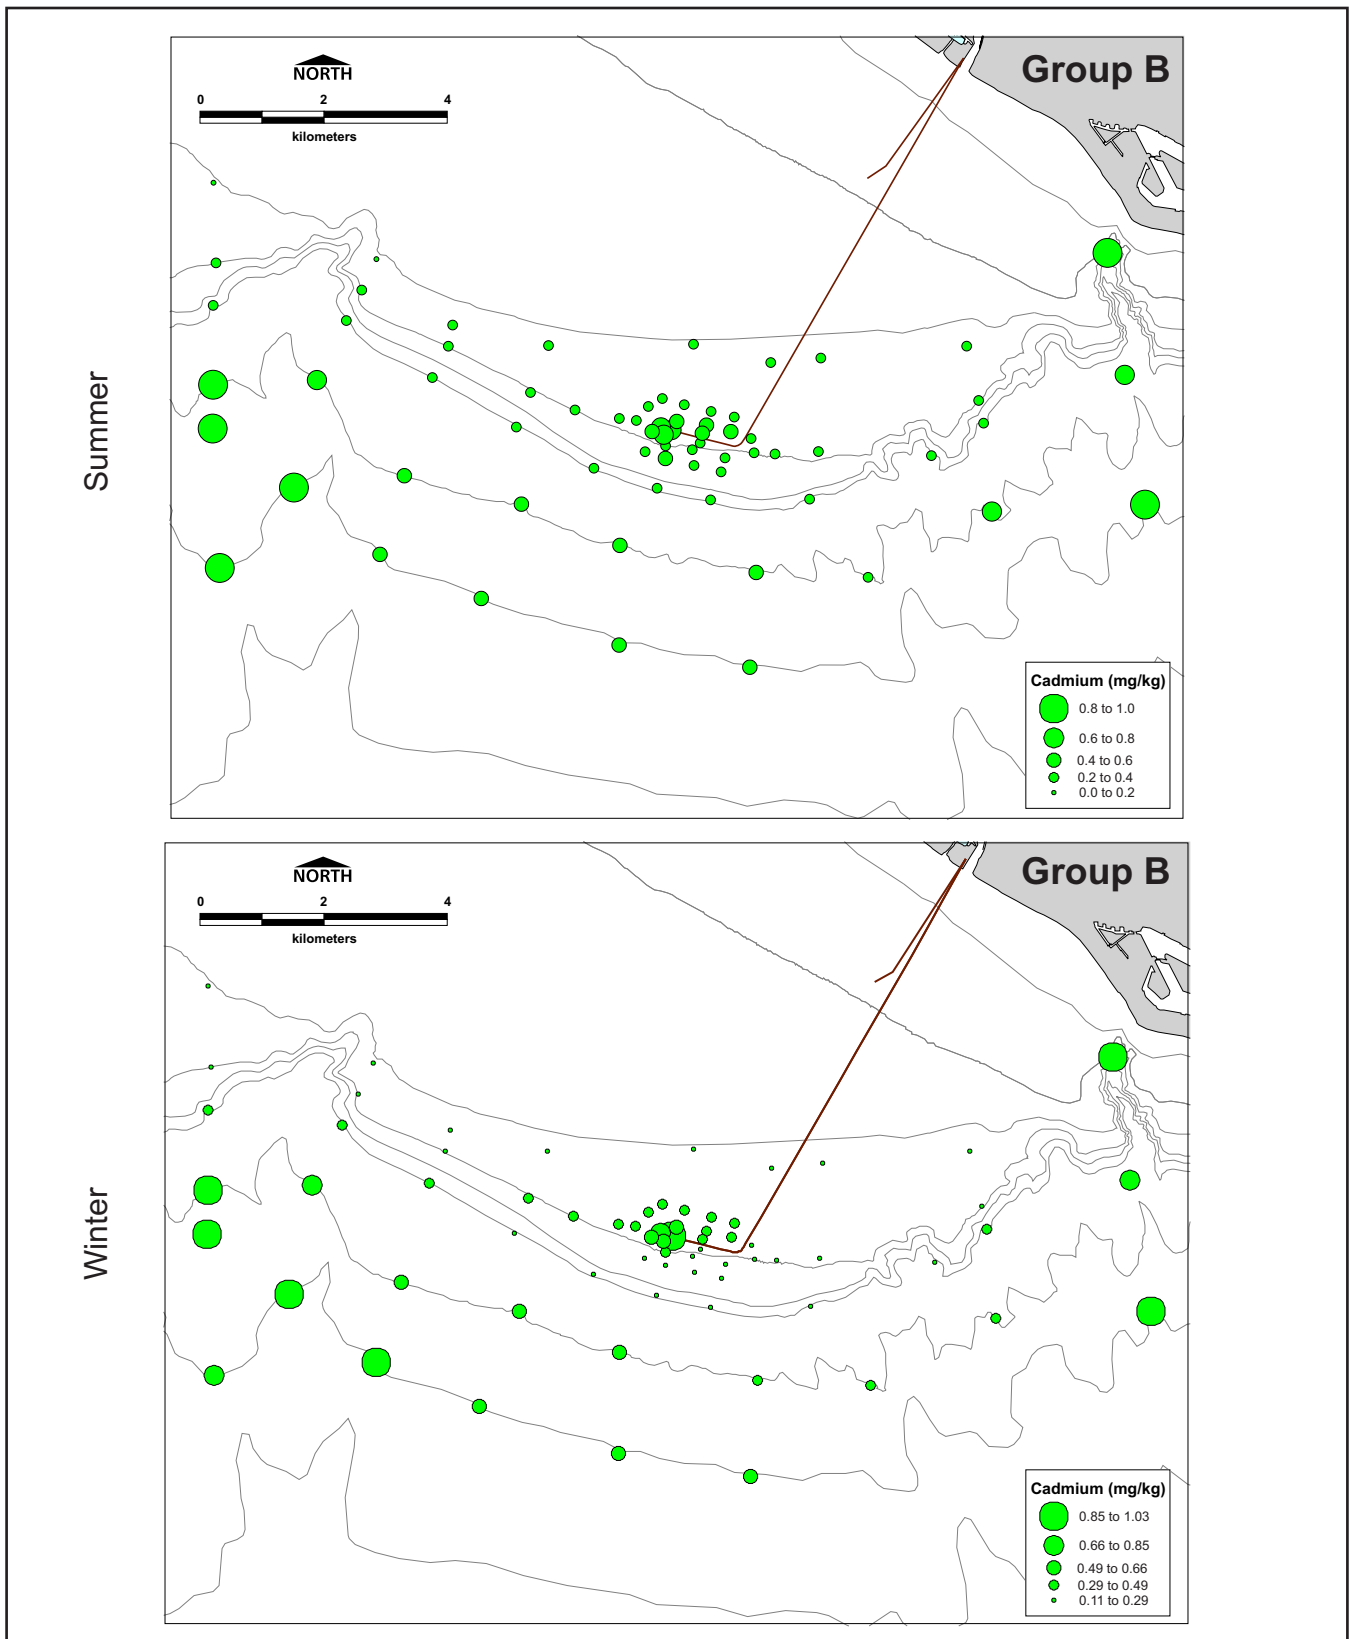 Summer
Group B
NORTH
0 2 4
kilometers
Cadmium (mg/kg)
0.8 to 1.0
0.6 to 0.8
0.4 to 0.6
0.2 to 0.4
0.0 to 0.2
Winter
Group B
NORTH
0 2 4
kilometers
Cadmium (mg/kg)
0.85 to 1.03
0.66 to 0.85
0.49 to 0.66
0.29 to 0.49
0.11 to 0.29